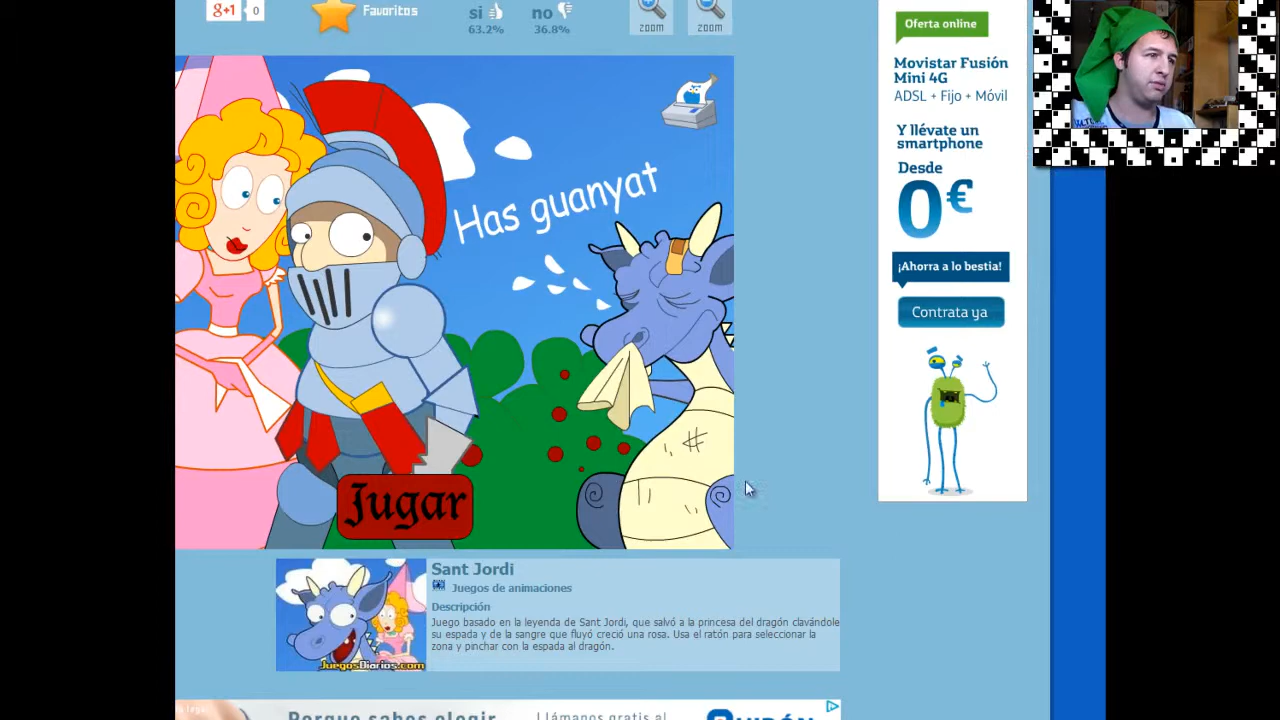 g+1 0
Favoritos
si
63.2%
no
36.8%
zoom
zoom
Has guanyat
Jugar
Oferta online
Movistar Fusión
Mini 4G
ADSL + Fijo + Móvil
Y llévate un
smartphone
Desde
0€
¡Ahorra a lo bestia!
Contrata ya
Sant Jordi
Juegos de animaciones
Descripción
Juego basado en la leyenda de Sant Jordi, que salvó a la princesa del dragón clavándole
su espada y de la sangre que fluyó creció una rosa. Usa el ratón para seleccionar la
zona y pinchar con la espada al dragón.
JuegosDiarios.com
Porque sabes elegir
Llámanos gratis al